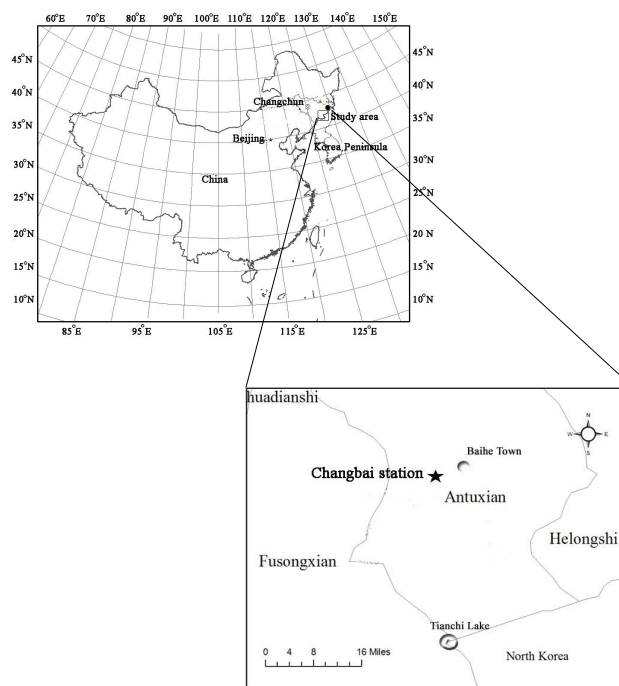 60°E 70°E 80°E 90°E 100°E 110°E 120°E 130°E 140°E 150°E
45°N 45°N
40°N 40°N
35°N 35°N
30°N 30°N
25°N 25°N
20°N 20°N
15°N 15°N
10°N 10°N
85°E 95°E 105°E 115°E 125°E
Changchun
Study area
Beijing
Korea Peninsula
China
huadianshi
N
W E
S
Baihe Town
Changbai station
Antuxian
Helongshi
Fusongxian
Tianchi Lake
North Korea
0 4 8 16 Miles